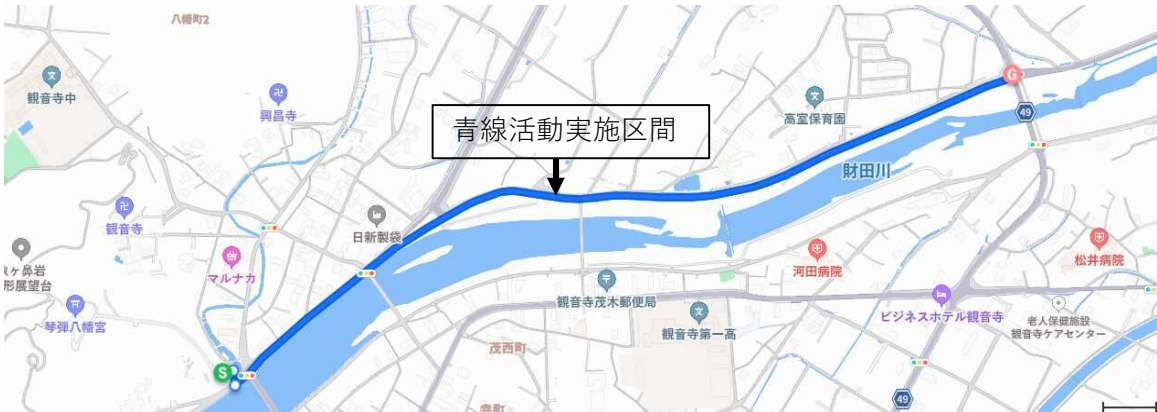 八幡町2
観音寺中
興昌寺
青線活動実施区間
高室保育園
G
49
財田川
観音寺
日新製袋
マルナカ
ヶ鼻岩
形展望台
琴弾八幡宮
河田病院
松井病院
観音寺茂木郵便局
ビジネスホテル観音寺
観音寺第一高
老人保健施設
観音寺ケアセンター
茂西町
S
49
幸町